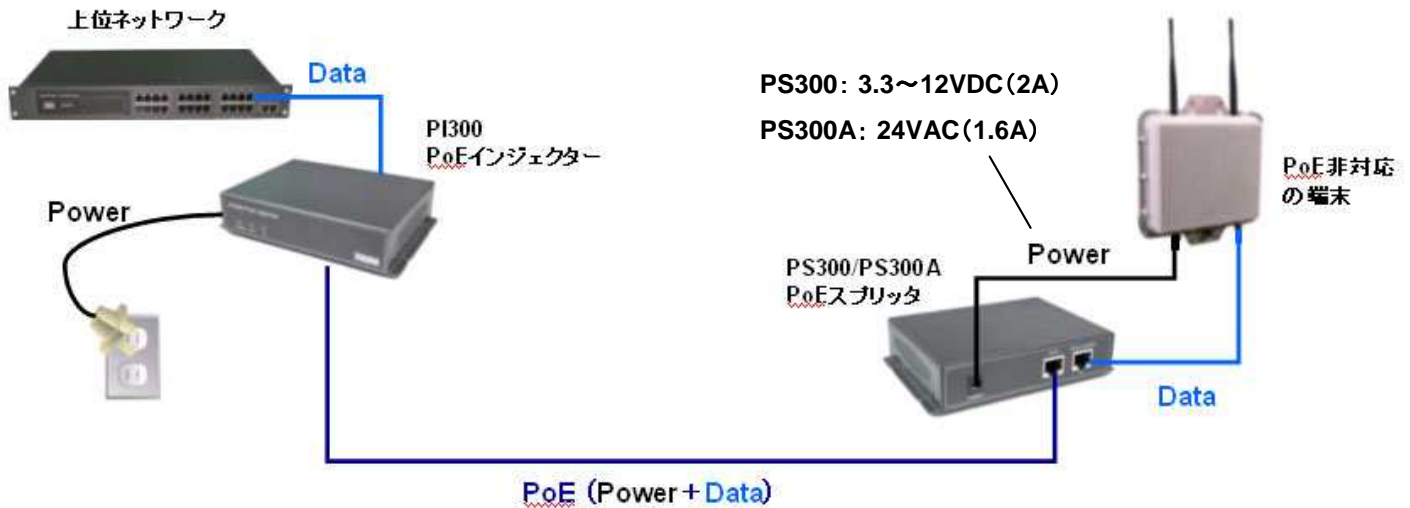 上位ネットワーク
Data
PI300
PoEインジェクター
Power
PS300: 3.3～12VDC(2A)
PS300A: 24VAC(1.6A)
PoE非対応
の端末
Power
PS300/PS300A
PoEスプリッタ
Data
PoE (Power+Data)